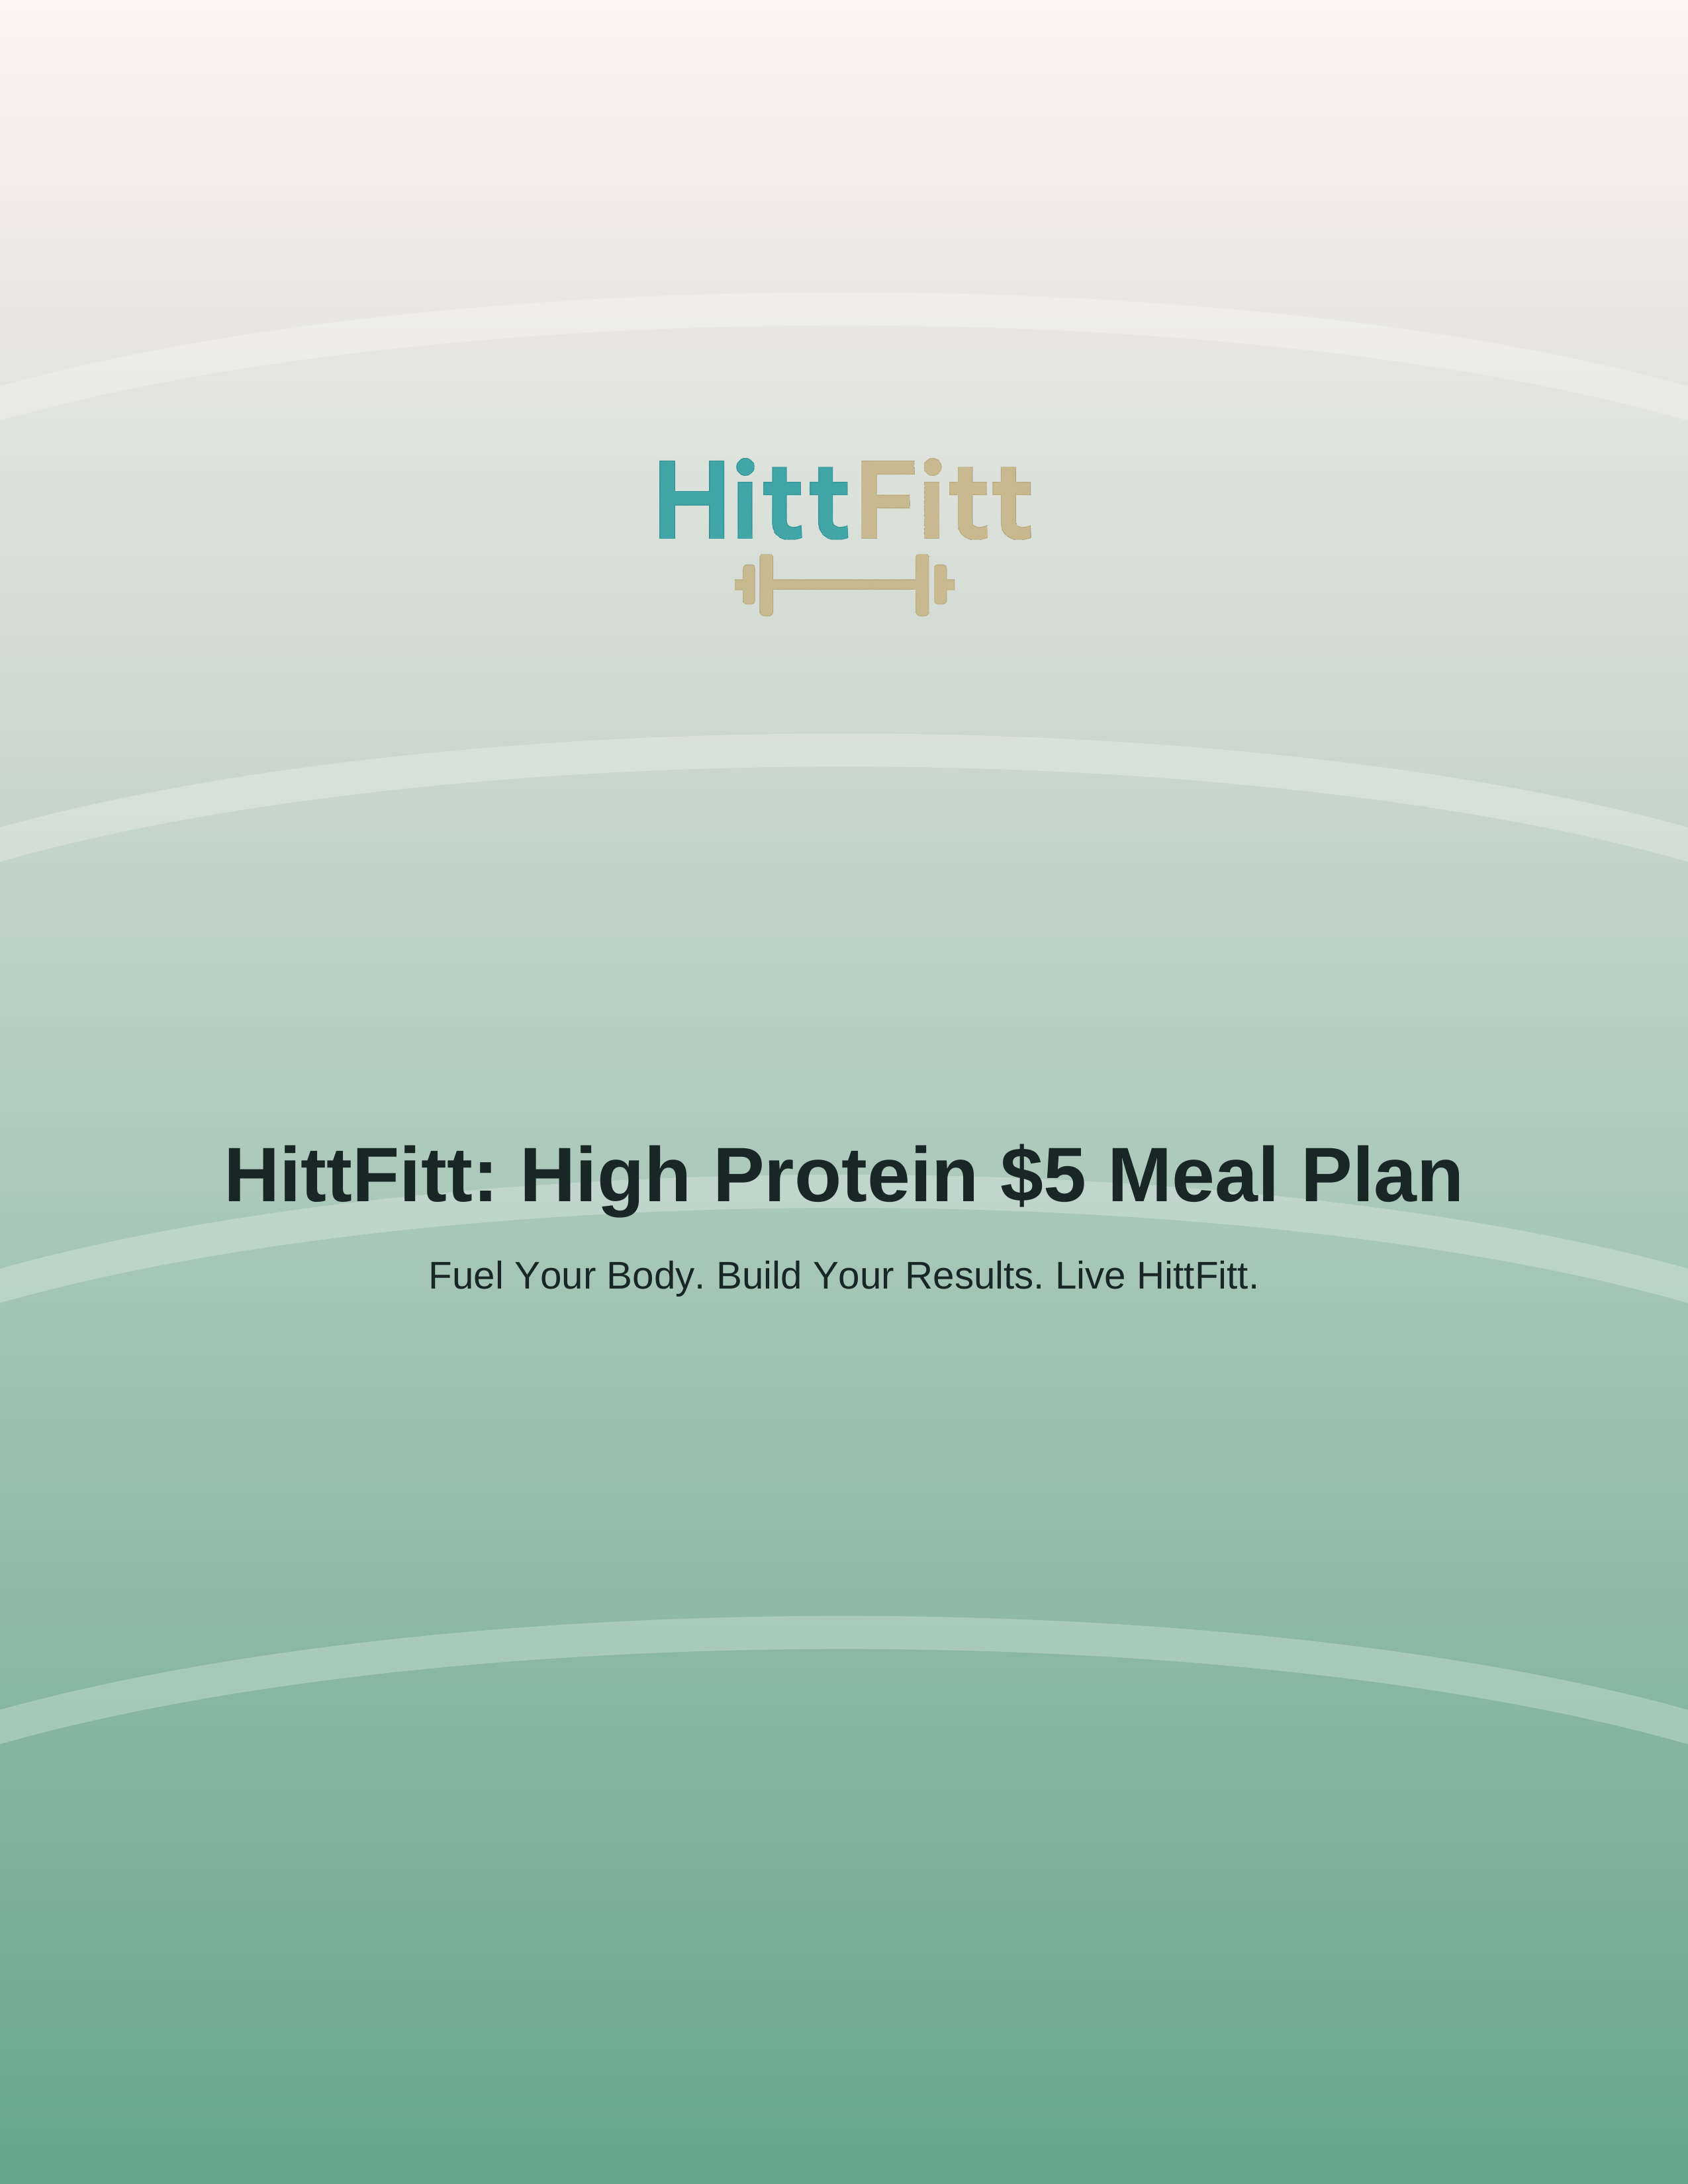 HittFitt
HittFitt: High Protein $5 Meal Plan
Fuel Your Body. Build Your Results. Live HittFitt.